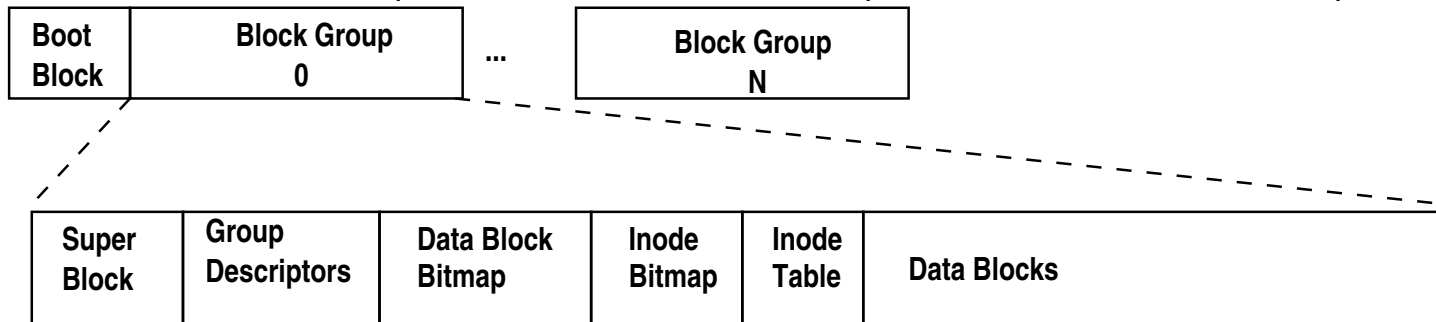 Boot Block
Block Group 0
...
Block Group N
Super Block
Group Descriptors
Data Block Bitmap
Inode Bitmap
Inode Table
Data Blocks